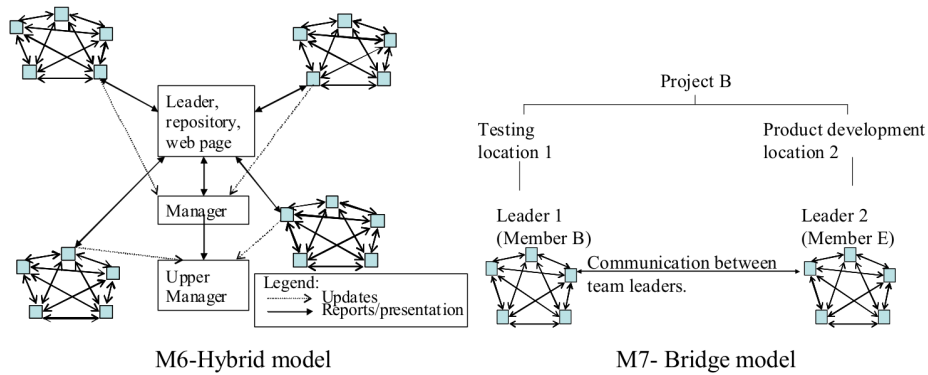 Leader,
repository,
web page
Manager
Upper
Manager
Legend:
Updates
Reports/presentation
M6-Hybrid model
Project B
Testing
location 1
Product development
location 2
Leader 1
(Member B)
Leader 2
(Member E)
Communication between
team leaders.
M7- Bridge model